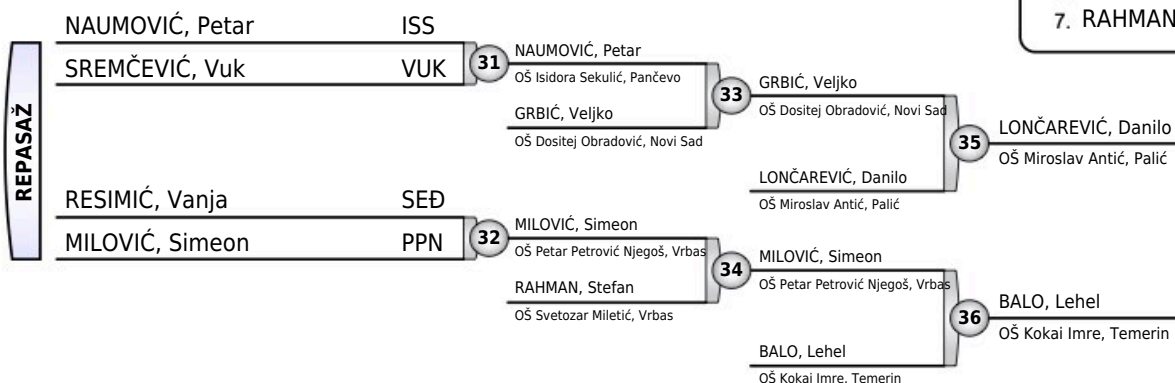 7. RAHMAN
NAUMOVIĆ, Petar ISS
SREMČEVIĆ, Vuk VUK
31
NAUMOVIĆ, Petar
OŠ Isidora Sekulić, Pančevo
GRBIĆ, Veljko
OŠ Dositej Obradović, Novi Sad
33
GRBIĆ, Veljko
OŠ Dositej Obradović, Novi Sad
LONČAREVIĆ, Danilo
OŠ Miroslav Antić, Palić
35
LONČAREVIĆ, Danilo
OŠ Miroslav Antić, Palić
REPASAŽ
RESIMIĆ, Vanja SEĐ
MILOVIĆ, Simeon PPN
32
MILOVIĆ, Simeon
OŠ Petar Petrović Njegoš, Vrbas
RAHMAN, Stefan
OŠ Svetozar Miletić, Vrbas
34
MILOVIĆ, Simeon
OŠ Petar Petrović Njegoš, Vrbas
BALO, Lehel
OŠ Kokai Imre, Temerin
36
BALO, Lehel
OŠ Kokai Imre, Temerin